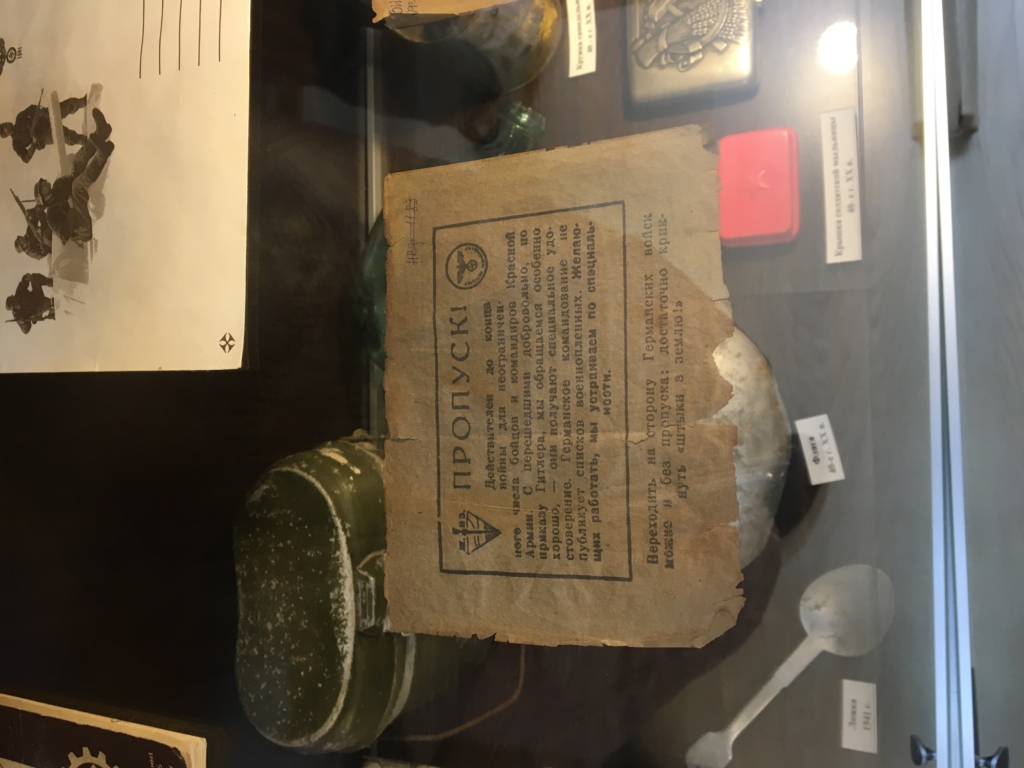 ПРОПУСК!
Ш.В.ВЗ.
Действителен до конца
войны для неограничен-
ного числа бойцов и командиров Красной
Армии. С перешедшими добровольно, по
приказу Гитлера, мы обращаемся особенно
хорошо, — они получают специальное удо-
стоверение. Германское командование не
публикует списков военнопленных. Желаю-
щих работать, мы устраиваем по специаль-
ности.
Переходить на сторону Германских войск
можно и без пропуска: достаточно крик-
нуть «штыки в землю!»
Крышка солдатской мыльницы
40-е гг. XX в.
Фляга
40-е гг. XX в.
Ложка
1941 г.